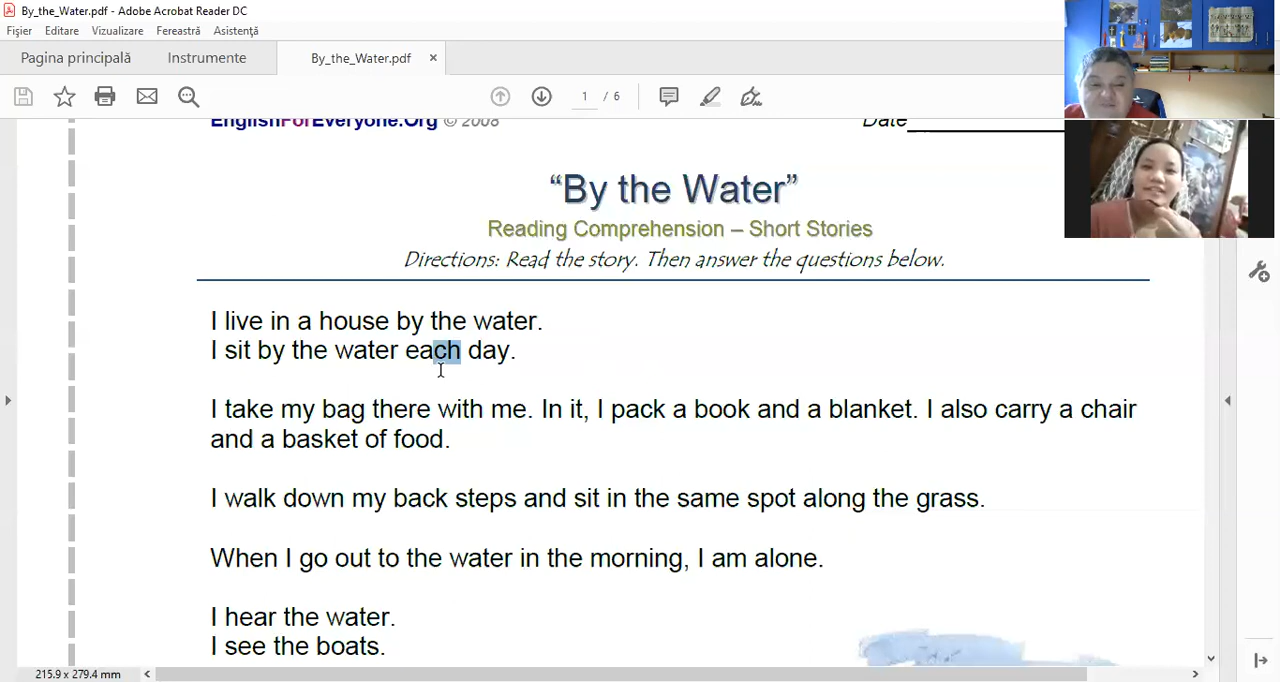 By_the_Water.pdf - Adobe Acrobat Reader DC
Fișier Editare Vizualizare Fereastră Asistență
Pagina principală Instrumente By_the_Water.pdf ×
1 / 6
EnglishForEveryone.Org © 2008 Date
“By the Water”
Reading Comprehension – Short Stories
Directions: Read the story. Then answer the questions below.
I live in a house by the water.
I sit by the water each day.
I take my bag there with me. In it, I pack a book and a blanket. I also carry a chair
and a basket of food.
I walk down my back steps and sit in the same spot along the grass.
When I go out to the water in the morning, I am alone.
I hear the water.
I see the boats.
215.9 x 279.4 mm